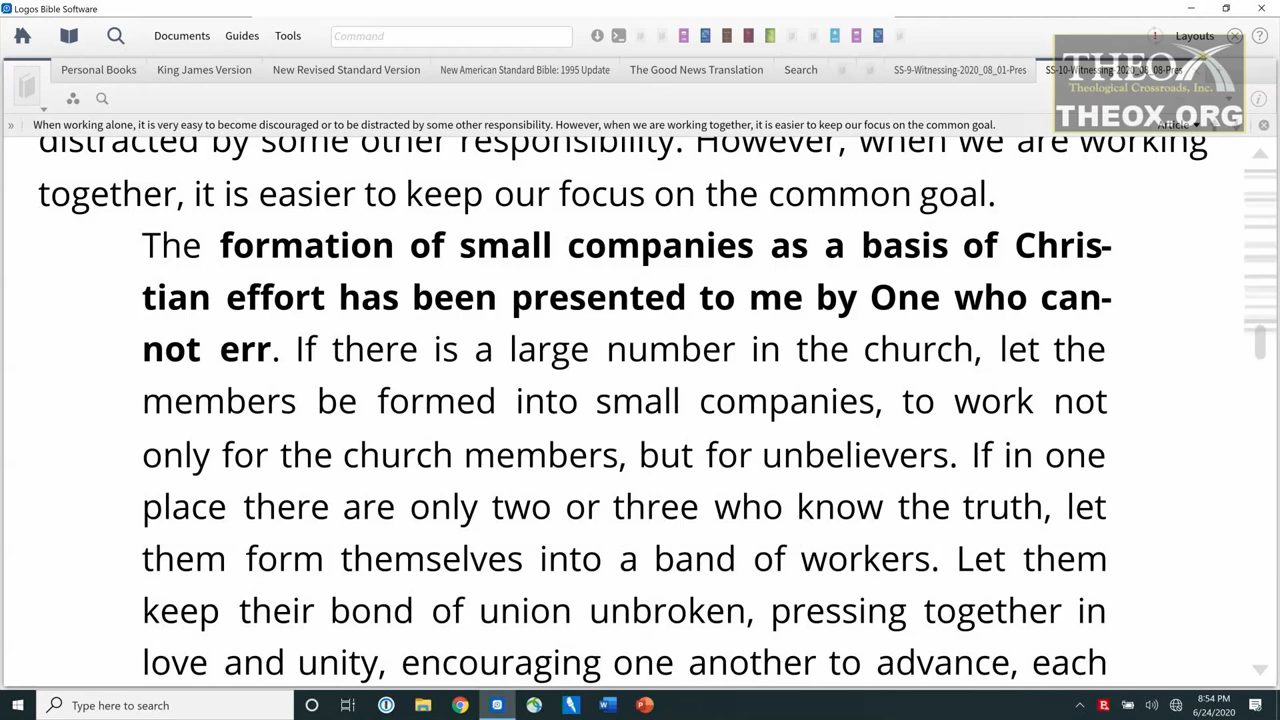 Logos Bible Software
Documents Guides Tools Command Layouts
Personal Books King James Version New Revised Stan scan Standard Bible: 1995 Update The Good News Translation Search SS-9-Witnessing-2020_08_01-Pres SS-10-Witnessing-2020_08_08-Pres
THEOX
Theological Crossroads, Inc.
THEOX.ORG
When working alone, it is very easy to become discouraged or to be distracted by some other responsibility. However, when we are working together, it is easier to keep our focus on the common goal. Article
distracted by some other responsibility. However, when we are working
together, it is easier to keep our focus on the common goal.
The formation of small companies as a basis of Chris-
tian effort has been presented to me by One who can-
not err. If there is a large number in the church, let the
members be formed into small companies, to work not
only for the church members, but for unbelievers. If in one
place there are only two or three who know the truth, let
them form themselves into a band of workers. Let them
keep their bond of union unbroken, pressing together in
love and unity, encouraging one another to advance, each
Type here to search
8:54 PM
6/24/2020